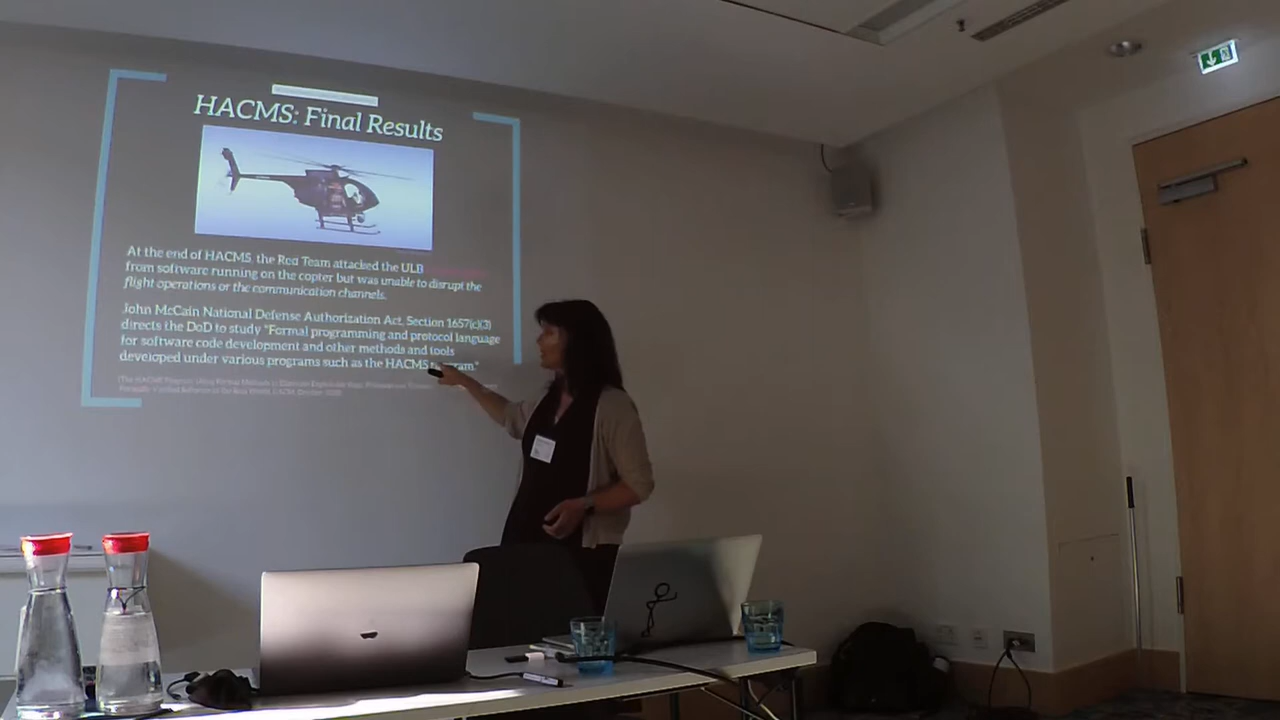 HACMS: Final Results
At the end of HACMS, the Red Team attacked the ULB
from software running on the copter but was unable to disrupt the
flight operations or the communication channels.
John McCain National Defense Authorization Act, Section 1657(c)(3)
directs the DoD to study "Formal programming and protocol language
for software code development and other methods and tools
developed under various programs such as the HACMS program."